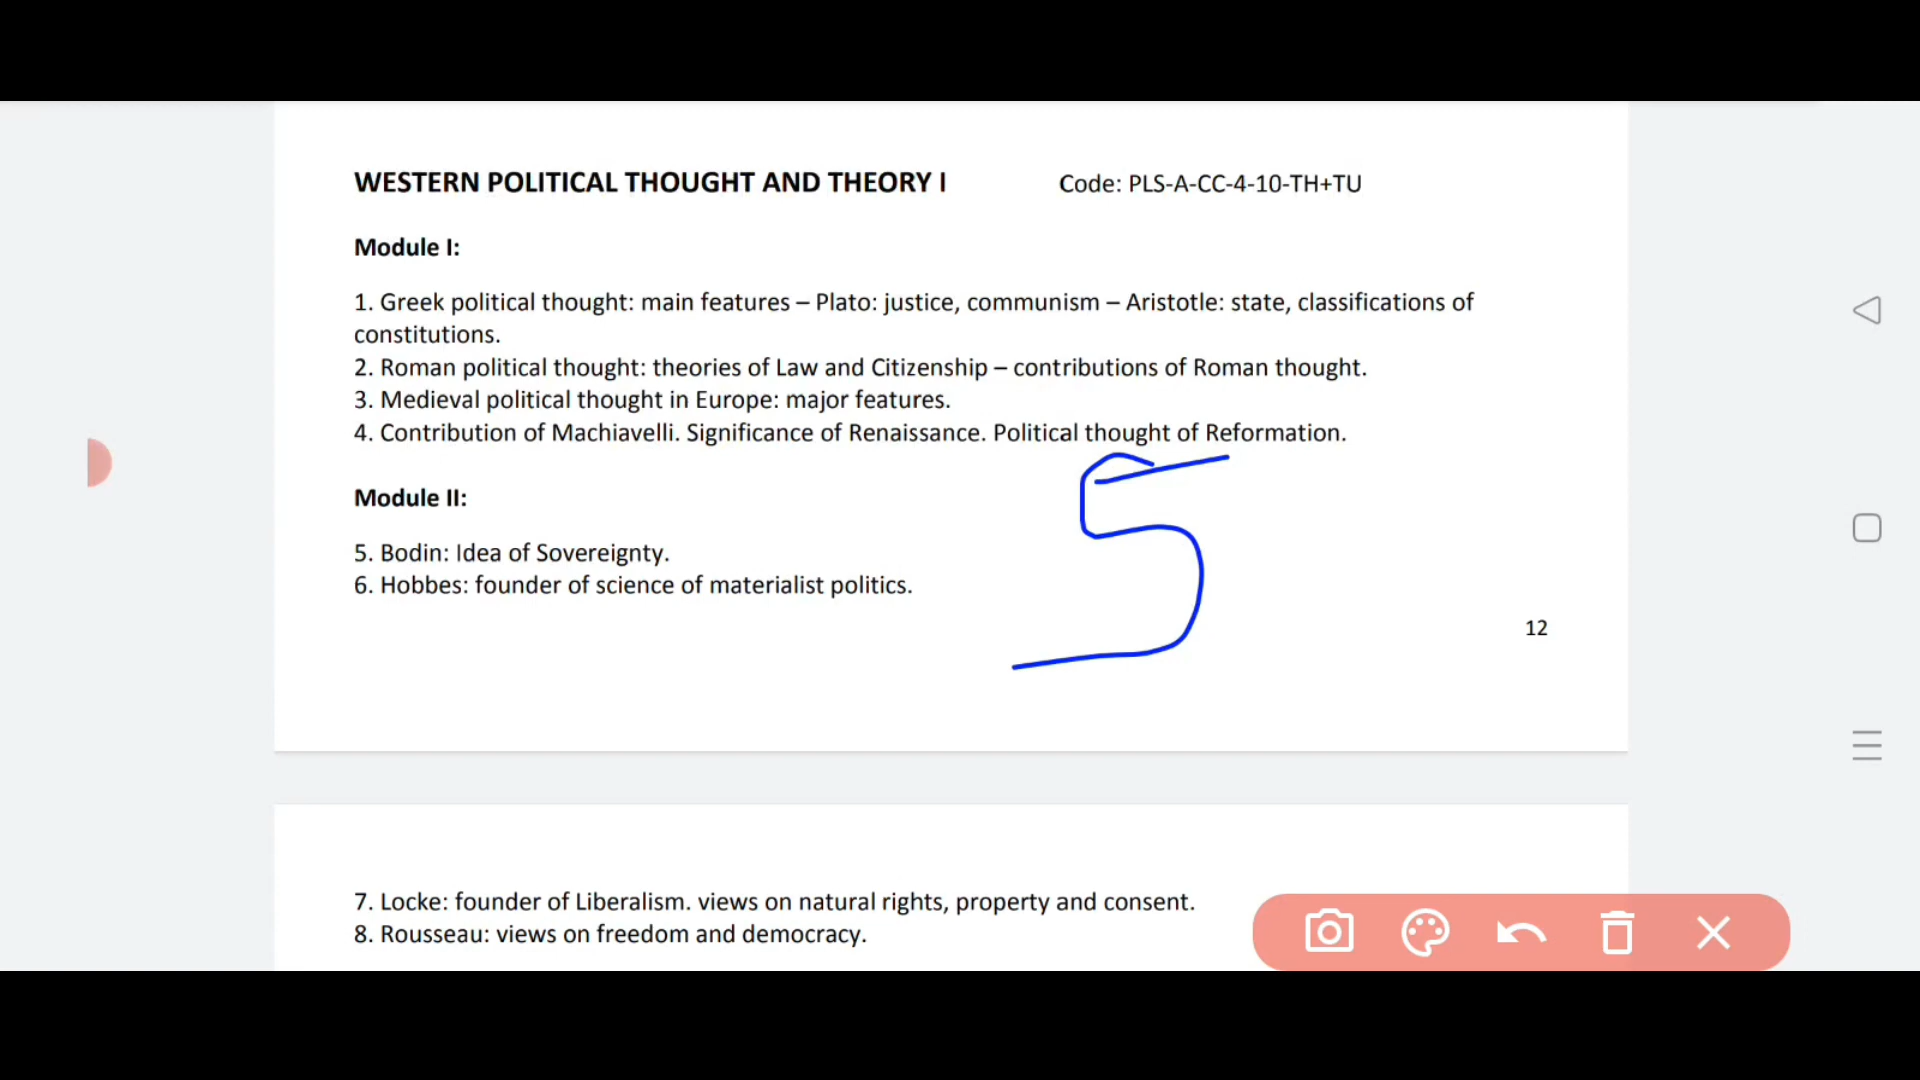 WESTERN POLITICAL THOUGHT AND THEORY I Code: PLS-A-CC-4-10-TH+TU
Module I:
1. Greek political thought: main features – Plato: justice, communism – Aristotle: state, classifications of
constitutions.
2. Roman political thought: theories of Law and Citizenship – contributions of Roman thought.
3. Medieval political thought in Europe: major features.
4. Contribution of Machiavelli. Significance of Renaissance. Political thought of Reformation.
5
Module II:
5. Bodin: Idea of Sovereignty.
6. Hobbes: founder of science of materialist politics.
12
7. Locke: founder of Liberalism. views on natural rights, property and consent.
8. Rousseau: views on freedom and democracy.